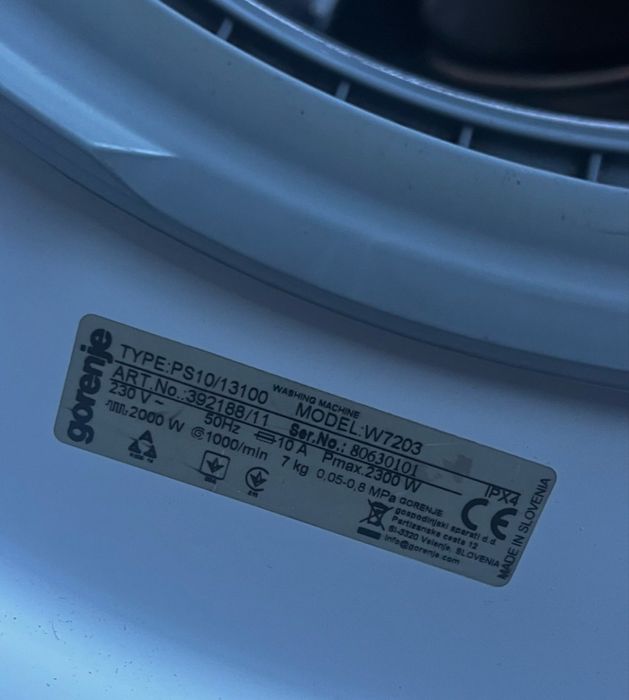 gorenje
WASHING MACHINE
TYPE:PS10/13100 MODEL:W7203
ART.No.:392188/11 Ser.No.: 80630101
230 V~ 50Hz 10 A Pmax.2300 W IPX4
2000 W 1000/min 7 kg 0,05-0,8 MPa
CE
GORENJE
gospodinjski aparati d.d.
Partizanska cesta 12
SI-3320 Velenje, SLOVENIA
info@gorenje.com
MADE IN SLOVENIA